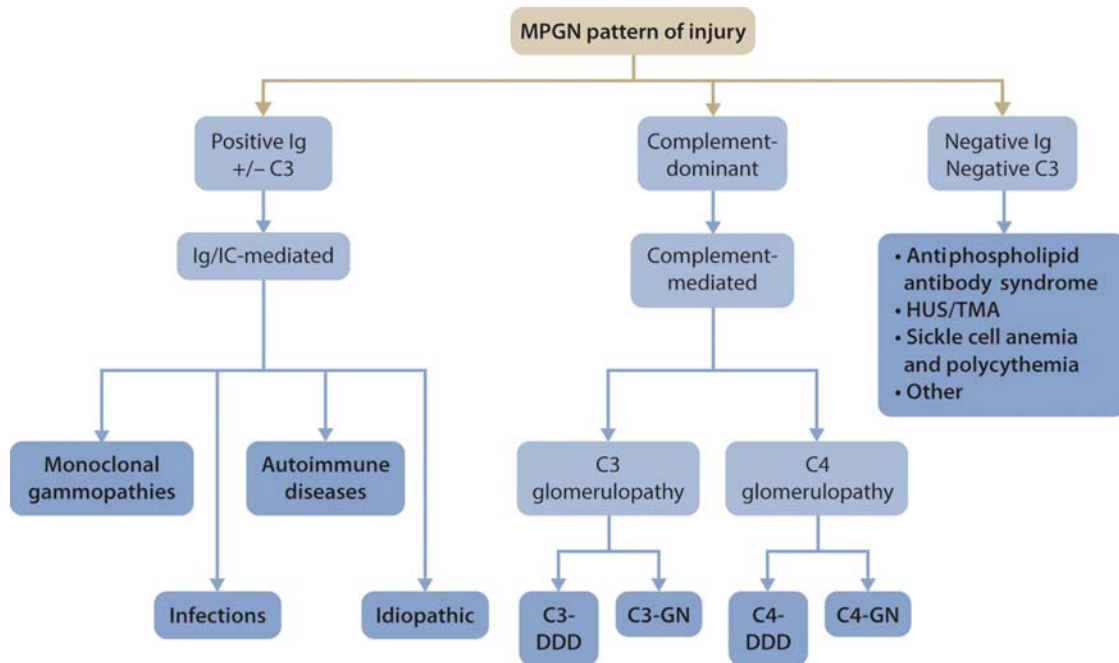 MPGN pattern of injury
Positive Ig
+/– C3
Complement-
dominant
Negative Ig
Negative C3
Ig/IC-mediated
Complement-
mediated
• Antiphospholipid
antibody syndrome
• HUS/TMA
• Sickle cell anemia
and polycythemia
• Other
Monoclonal
gammopathies
Autoimmune
diseases
C3
glomerulopathy
C4
glomerulopathy
Infections
Idiopathic
C3-
DDD
C3-GN
C4-
DDD
C4-GN